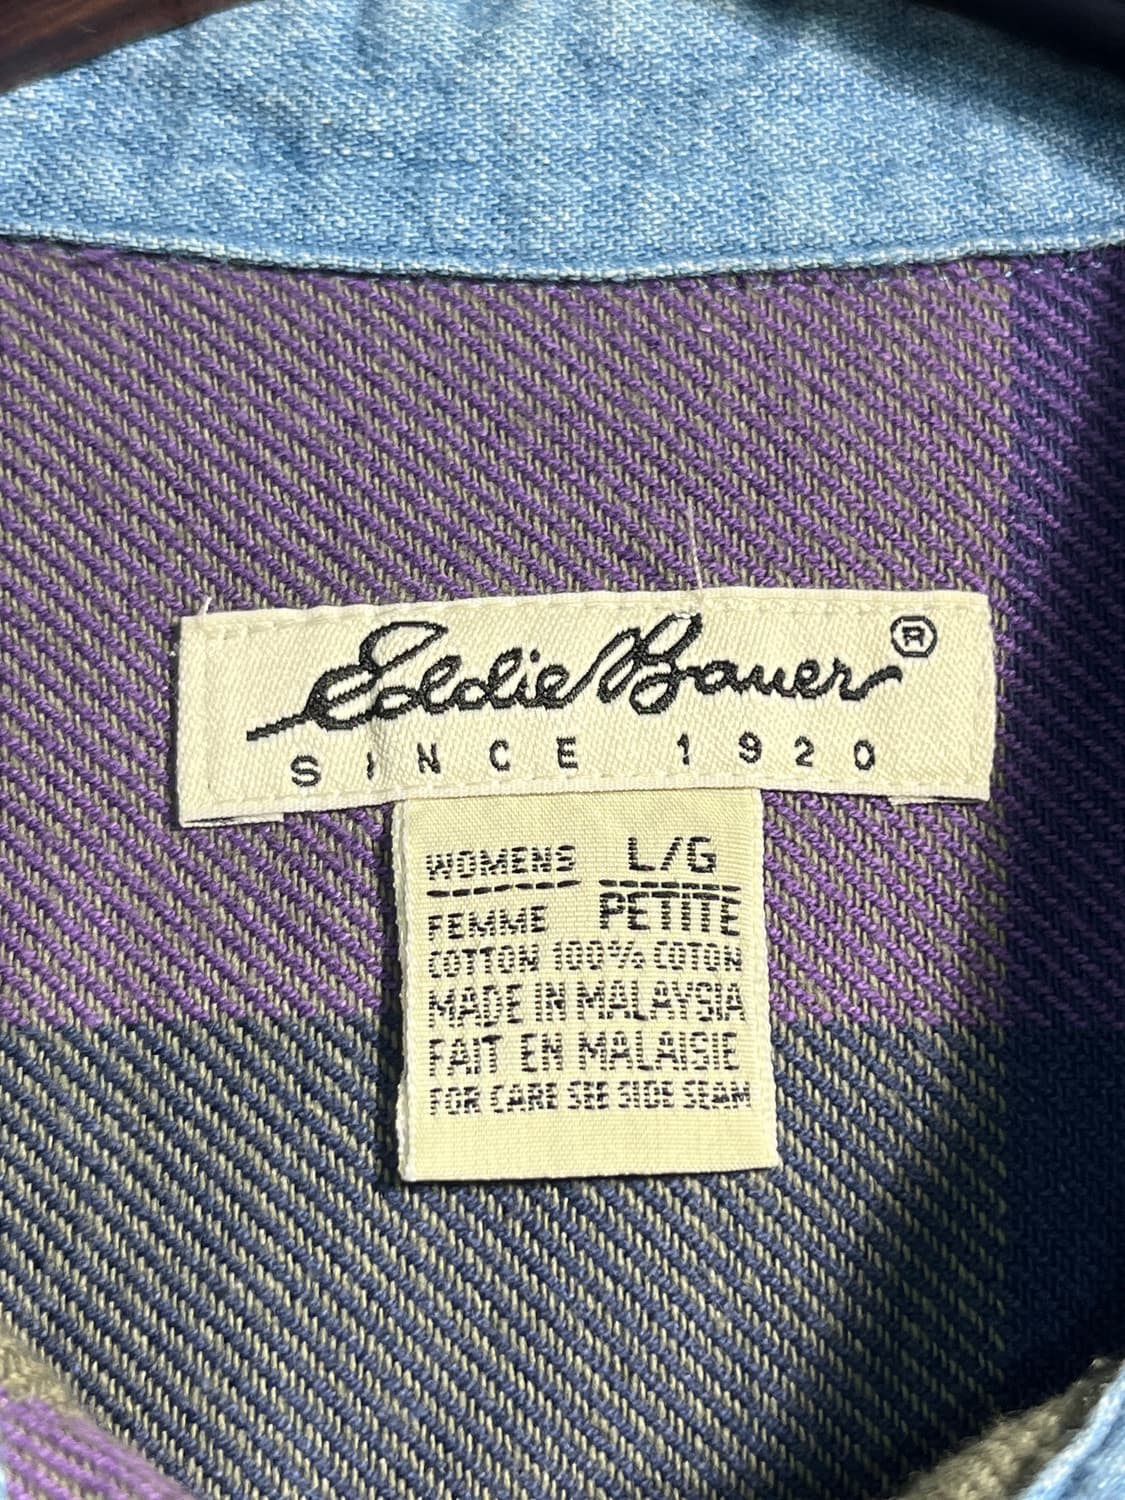 Eddie Bauer®
SINCE 1920
WOMENS L/G
FEMME PETITE
COTTON 100% COTON
MADE IN MALAYSIA
FAIT EN MALAISIE
FOR CARE SEE SIDE SEAM